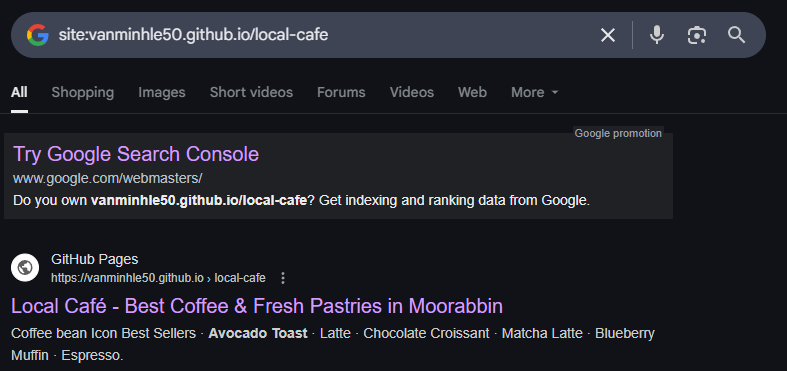 site:vanminhle50.github.io/local-cafe
All Shopping Images Short videos Forums Videos Web More
Google promotion
Try Google Search Console
www.google.com/webmasters/
Do you own vanminhle50.github.io/local-cafe? Get indexing and ranking data from Google.
GitHub Pages
https://vanminhle50.github.io › local-cafe
Local Café - Best Coffee & Fresh Pastries in Moorabbin
Coffee bean Icon Best Sellers · Avocado Toast · Latte · Chocolate Croissant · Matcha Latte · Blueberry
Muffin · Espresso.